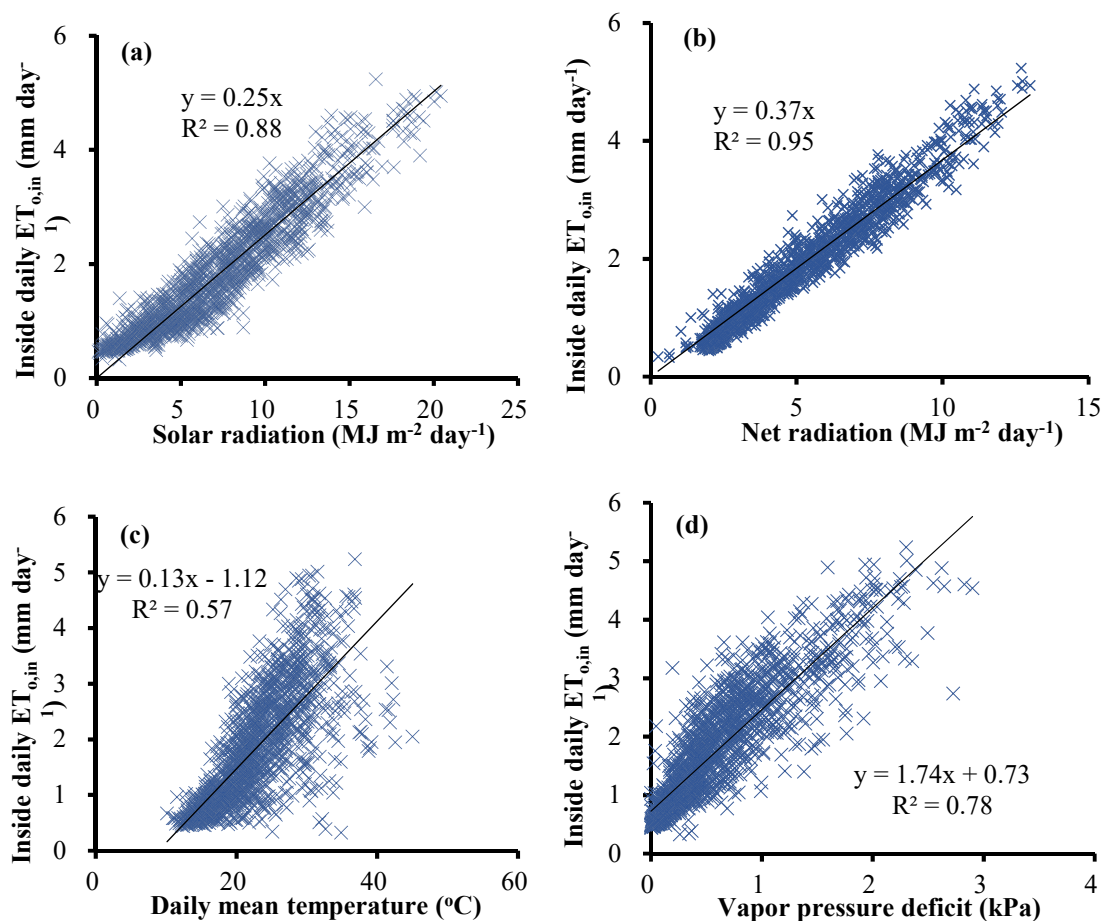 (a)
y = 0.25x
R² = 0.88
Inside daily ETo,in (mm day-
1)
0
2
4
6
0
5
10
15
20
25
Solar radiation (MJ m-2 day-1)
(b)
y = 0.37x
R² = 0.95
Inside daily ETo,in (mm day-1)
0
2
4
6
0
5
10
15
Net radiation (MJ m-2 day-1)
(c)
y = 0.13x - 1.12
R² = 0.57
Inside daily ETo,in (mm day-
1)
0
1
2
3
4
5
6
0
20
40
60
Daily mean temperature (oC)
(d)
y = 1.74x + 0.73
R² = 0.78
Inside daily ETo,in (mm day-
1)
0
1
2
3
4
5
6
0
1
2
3
4
Vapor pressure deficit (kPa)